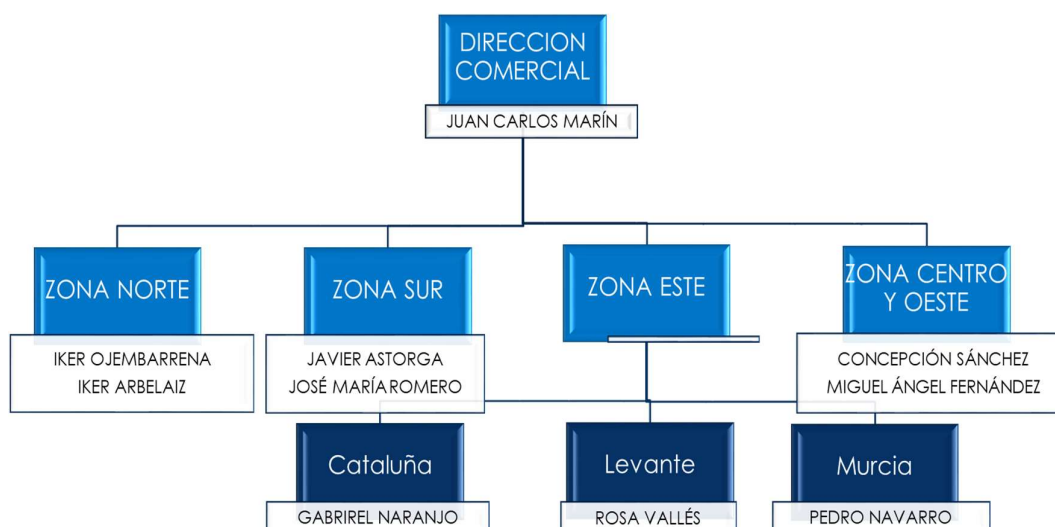 DIRECCION
COMERCIAL
JUAN CARLOS MARÍN
ZONA NORTE
IKER OJEMBARRENA
IKER ARBELAIZ
ZONA SUR
JAVIER ASTORGA
JOSÉ MARÍA ROMERO
ZONA ESTE
ZONA CENTRO
Y OESTE
CONCEPCIÓN SÁNCHEZ
MIGUEL ÁNGEL FERNÁNDEZ
Cataluña
GABRIREL NARANJO
Levante
ROSA VALLÉS
Murcia
PEDRO NAVARRO